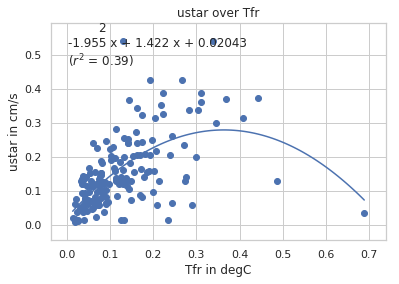 ustar over Tfr
2
-1.955 x + 1.422 x + 0.02043
(r² = 0.39)
ustar in cm/s
0.5
0.4
0.3
0.2
0.1
0.0
0.0 0.1 0.2 0.3 0.4 0.5 0.6 0.7
Tfr in degC